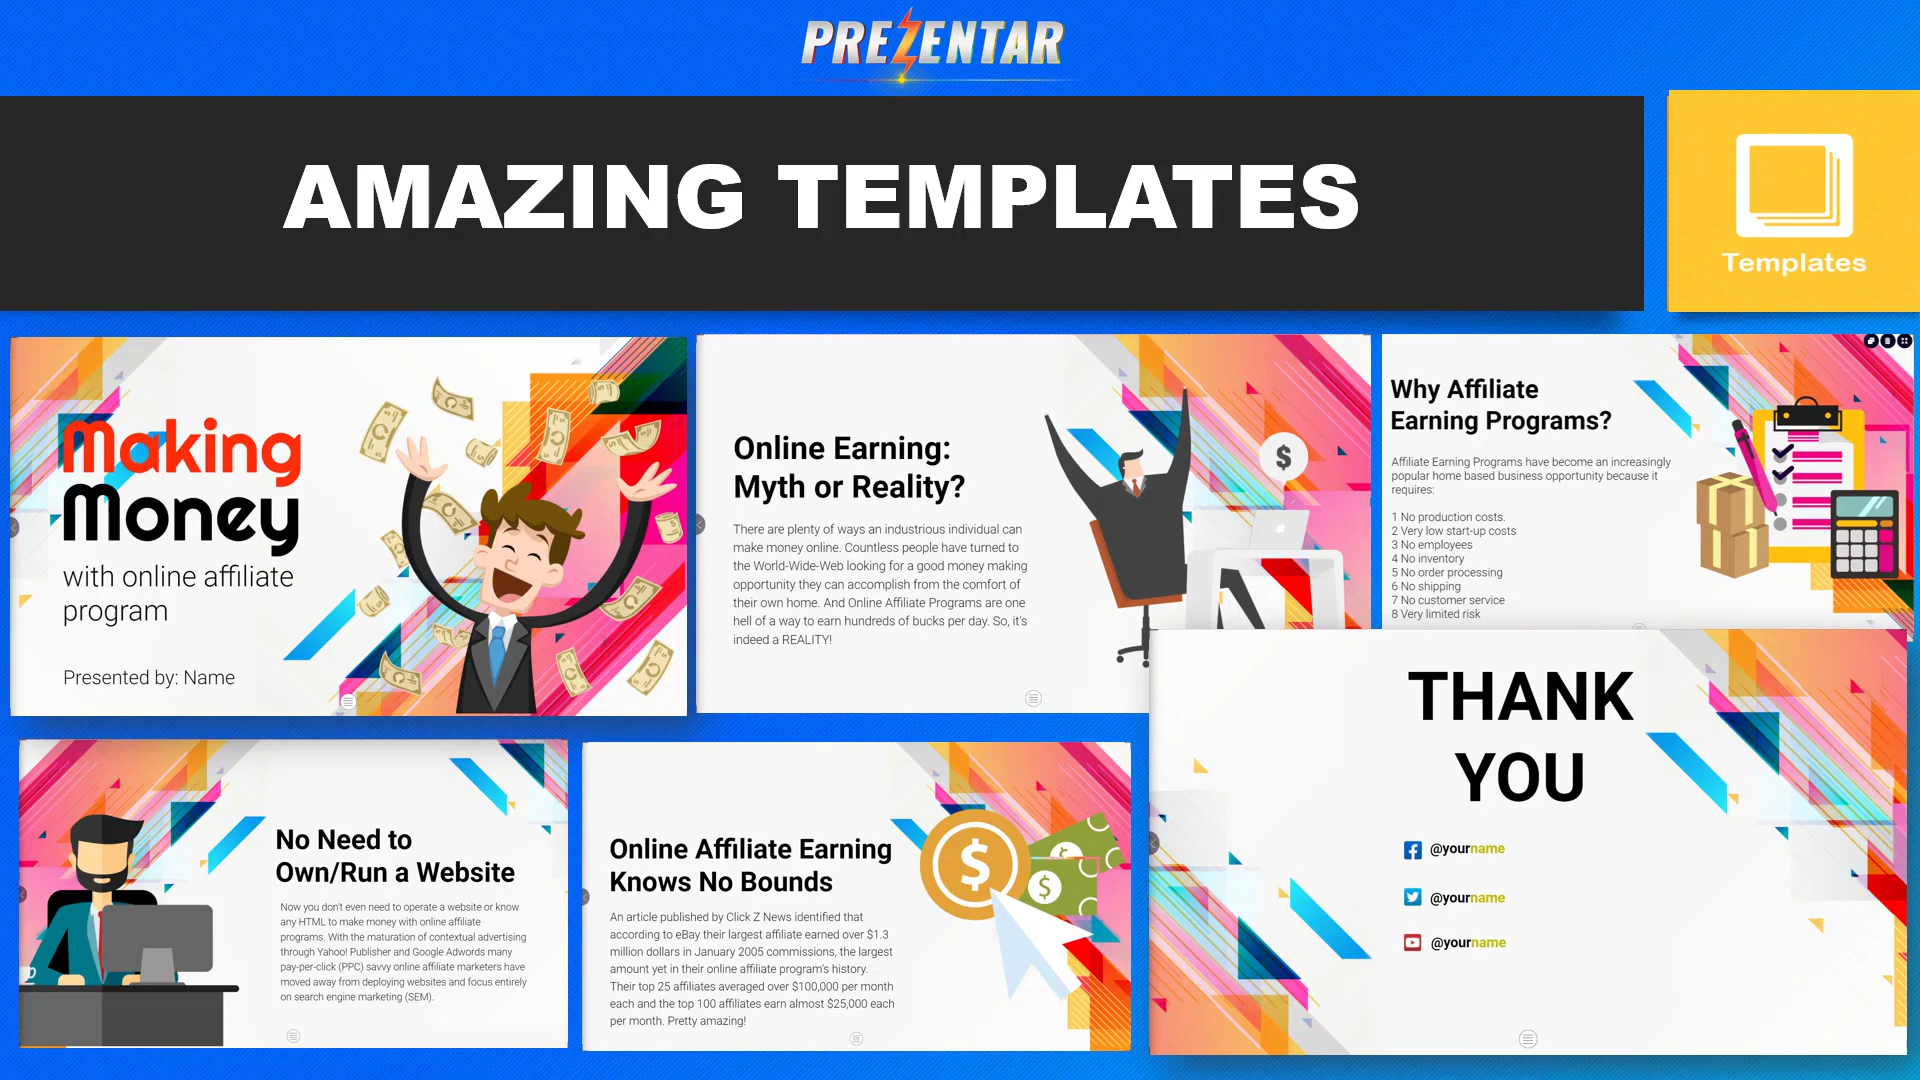 PREZENTAR
AMAZING TEMPLATES
Templates
Making
Money
with online affiliate
program
Presented by: Name
Online Earning:
Myth or Reality?
There are plenty of ways an industrious individual can
make money online. Countless people have turned to
the World-Wide-Web looking for a good money making
opportunity they can accomplish from the comfort of
their own home. And Online Affiliate Programs are one
hell of a way to earn hundreds of bucks per day. So, it's
indeed a REALITY!
$
Why Affiliate
Earning Programs?
Affiliate Earning Programs have become an increasingly
popular home based business opportunity because it
requires:
1 No production costs.
2 Very low start-up costs
3 No employees
4 No inventory
5 No order processing
6 No shipping
7 No customer service
8 Very limited risk
No Need to
Own/Run a Website
Now you don't even need to operate a website or know
any HTML to make money with online affiliate
programs. With the maturation of contextual advertising
through Yahoo! Publisher and Google Adwords many
pay-per-click (PPC) savvy online affiliate marketers have
moved away from deploying websites and focus entirely
on search engine marketing (SEM).
Online Affiliate Earning
Knows No Bounds
An article published by Click Z News identified that
according to eBay their largest affiliate earned over $1.3
million dollars in January 2005 commissions, the largest
amount yet in their online affiliate program's history.
Their top 25 affiliates averaged over $100,000 per month
each and the top 100 affiliates earn almost $25,000 each
per month. Pretty amazing!
$
$
THANK
YOU
@yourname
@yourname
@yourname